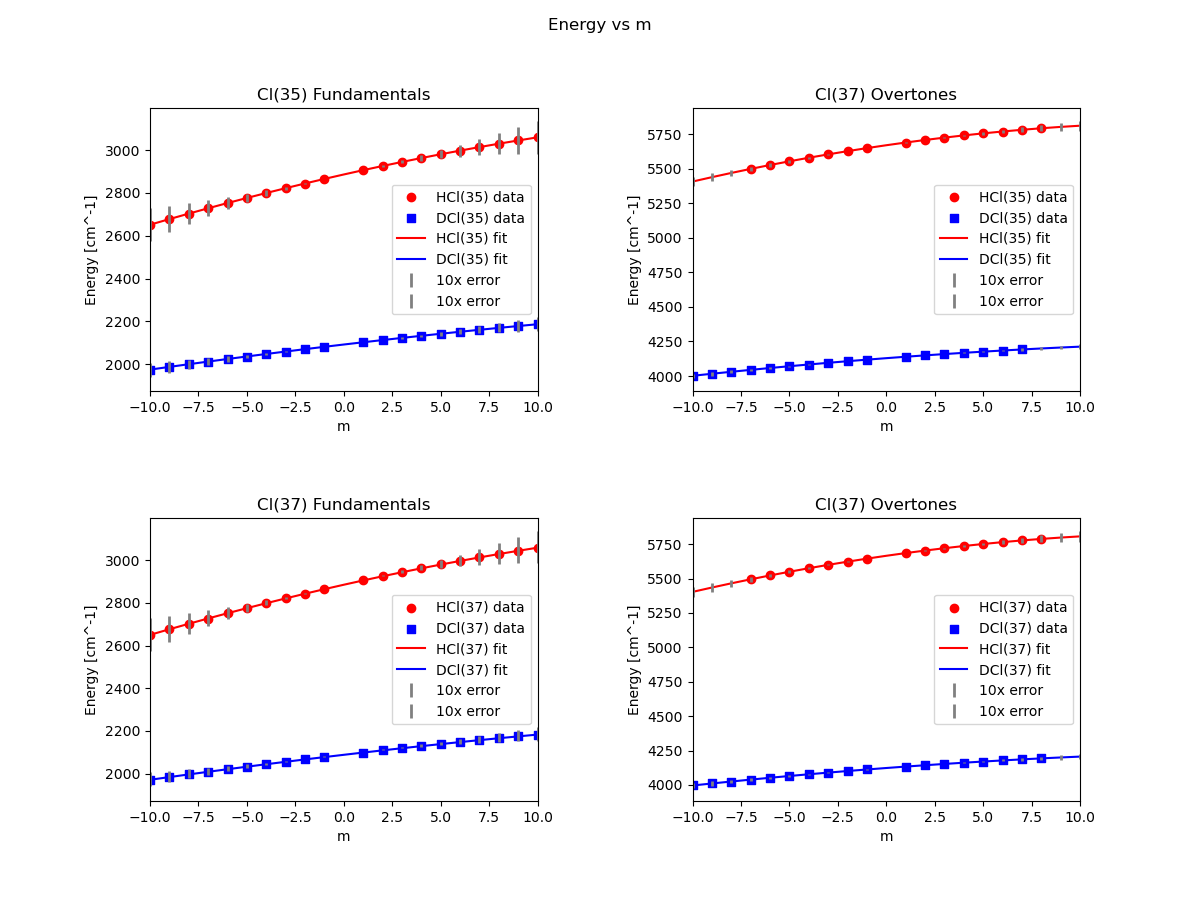 Energy vs m
Cl(35) Fundamentals
Energy [cm^-1]
3000
2800
2600
2400
2200
2000
HCl(35) data
DCl(35) data
HCl(35) fit
DCl(35) fit
10x error
10x error
−10.0 −7.5 −5.0 −2.5 0.0 2.5 5.0 7.5 10.0
m
Cl(37) Overtones
Energy [cm^-1]
5750
5500
5250
5000
4750
4500
4250
4000
HCl(35) data
DCl(35) data
HCl(35) fit
DCl(35) fit
10x error
10x error
−10.0 −7.5 −5.0 −2.5 0.0 2.5 5.0 7.5 10.0
m
Cl(37) Fundamentals
Energy [cm^-1]
3000
2800
2600
2400
2200
2000
HCl(37) data
DCl(37) data
HCl(37) fit
DCl(37) fit
10x error
10x error
−10.0 −7.5 −5.0 −2.5 0.0 2.5 5.0 7.5 10.0
m
Cl(37) Overtones
Energy [cm^-1]
5750
5500
5250
5000
4750
4500
4250
4000
HCl(37) data
DCl(37) data
HCl(37) fit
DCl(37) fit
10x error
10x error
−10.0 −7.5 −5.0 −2.5 0.0 2.5 5.0 7.5 10.0
m